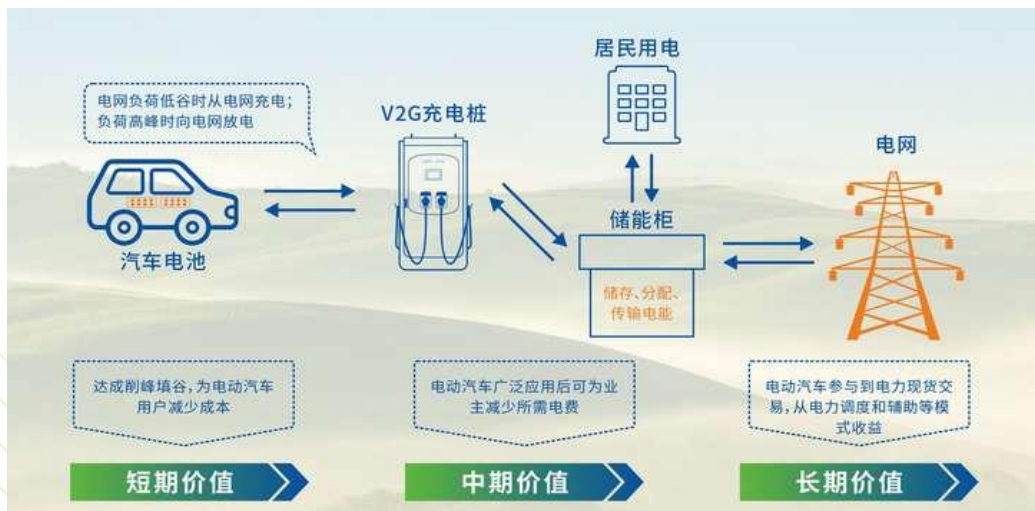 居民用电
电网负荷低谷时从电网充电；
负荷高峰时向电网放电
V2G充电桩
电网
储能柜
汽车电池
储存、分配、
传输电能
达成削峰填谷，为电动汽车
用户减少成本
电动汽车广泛应用后可为业
主减少所需电费
电动汽车参与到电力现货交
易，从电力调度和辅助等模
式收益
短期价值
中期价值
长期价值